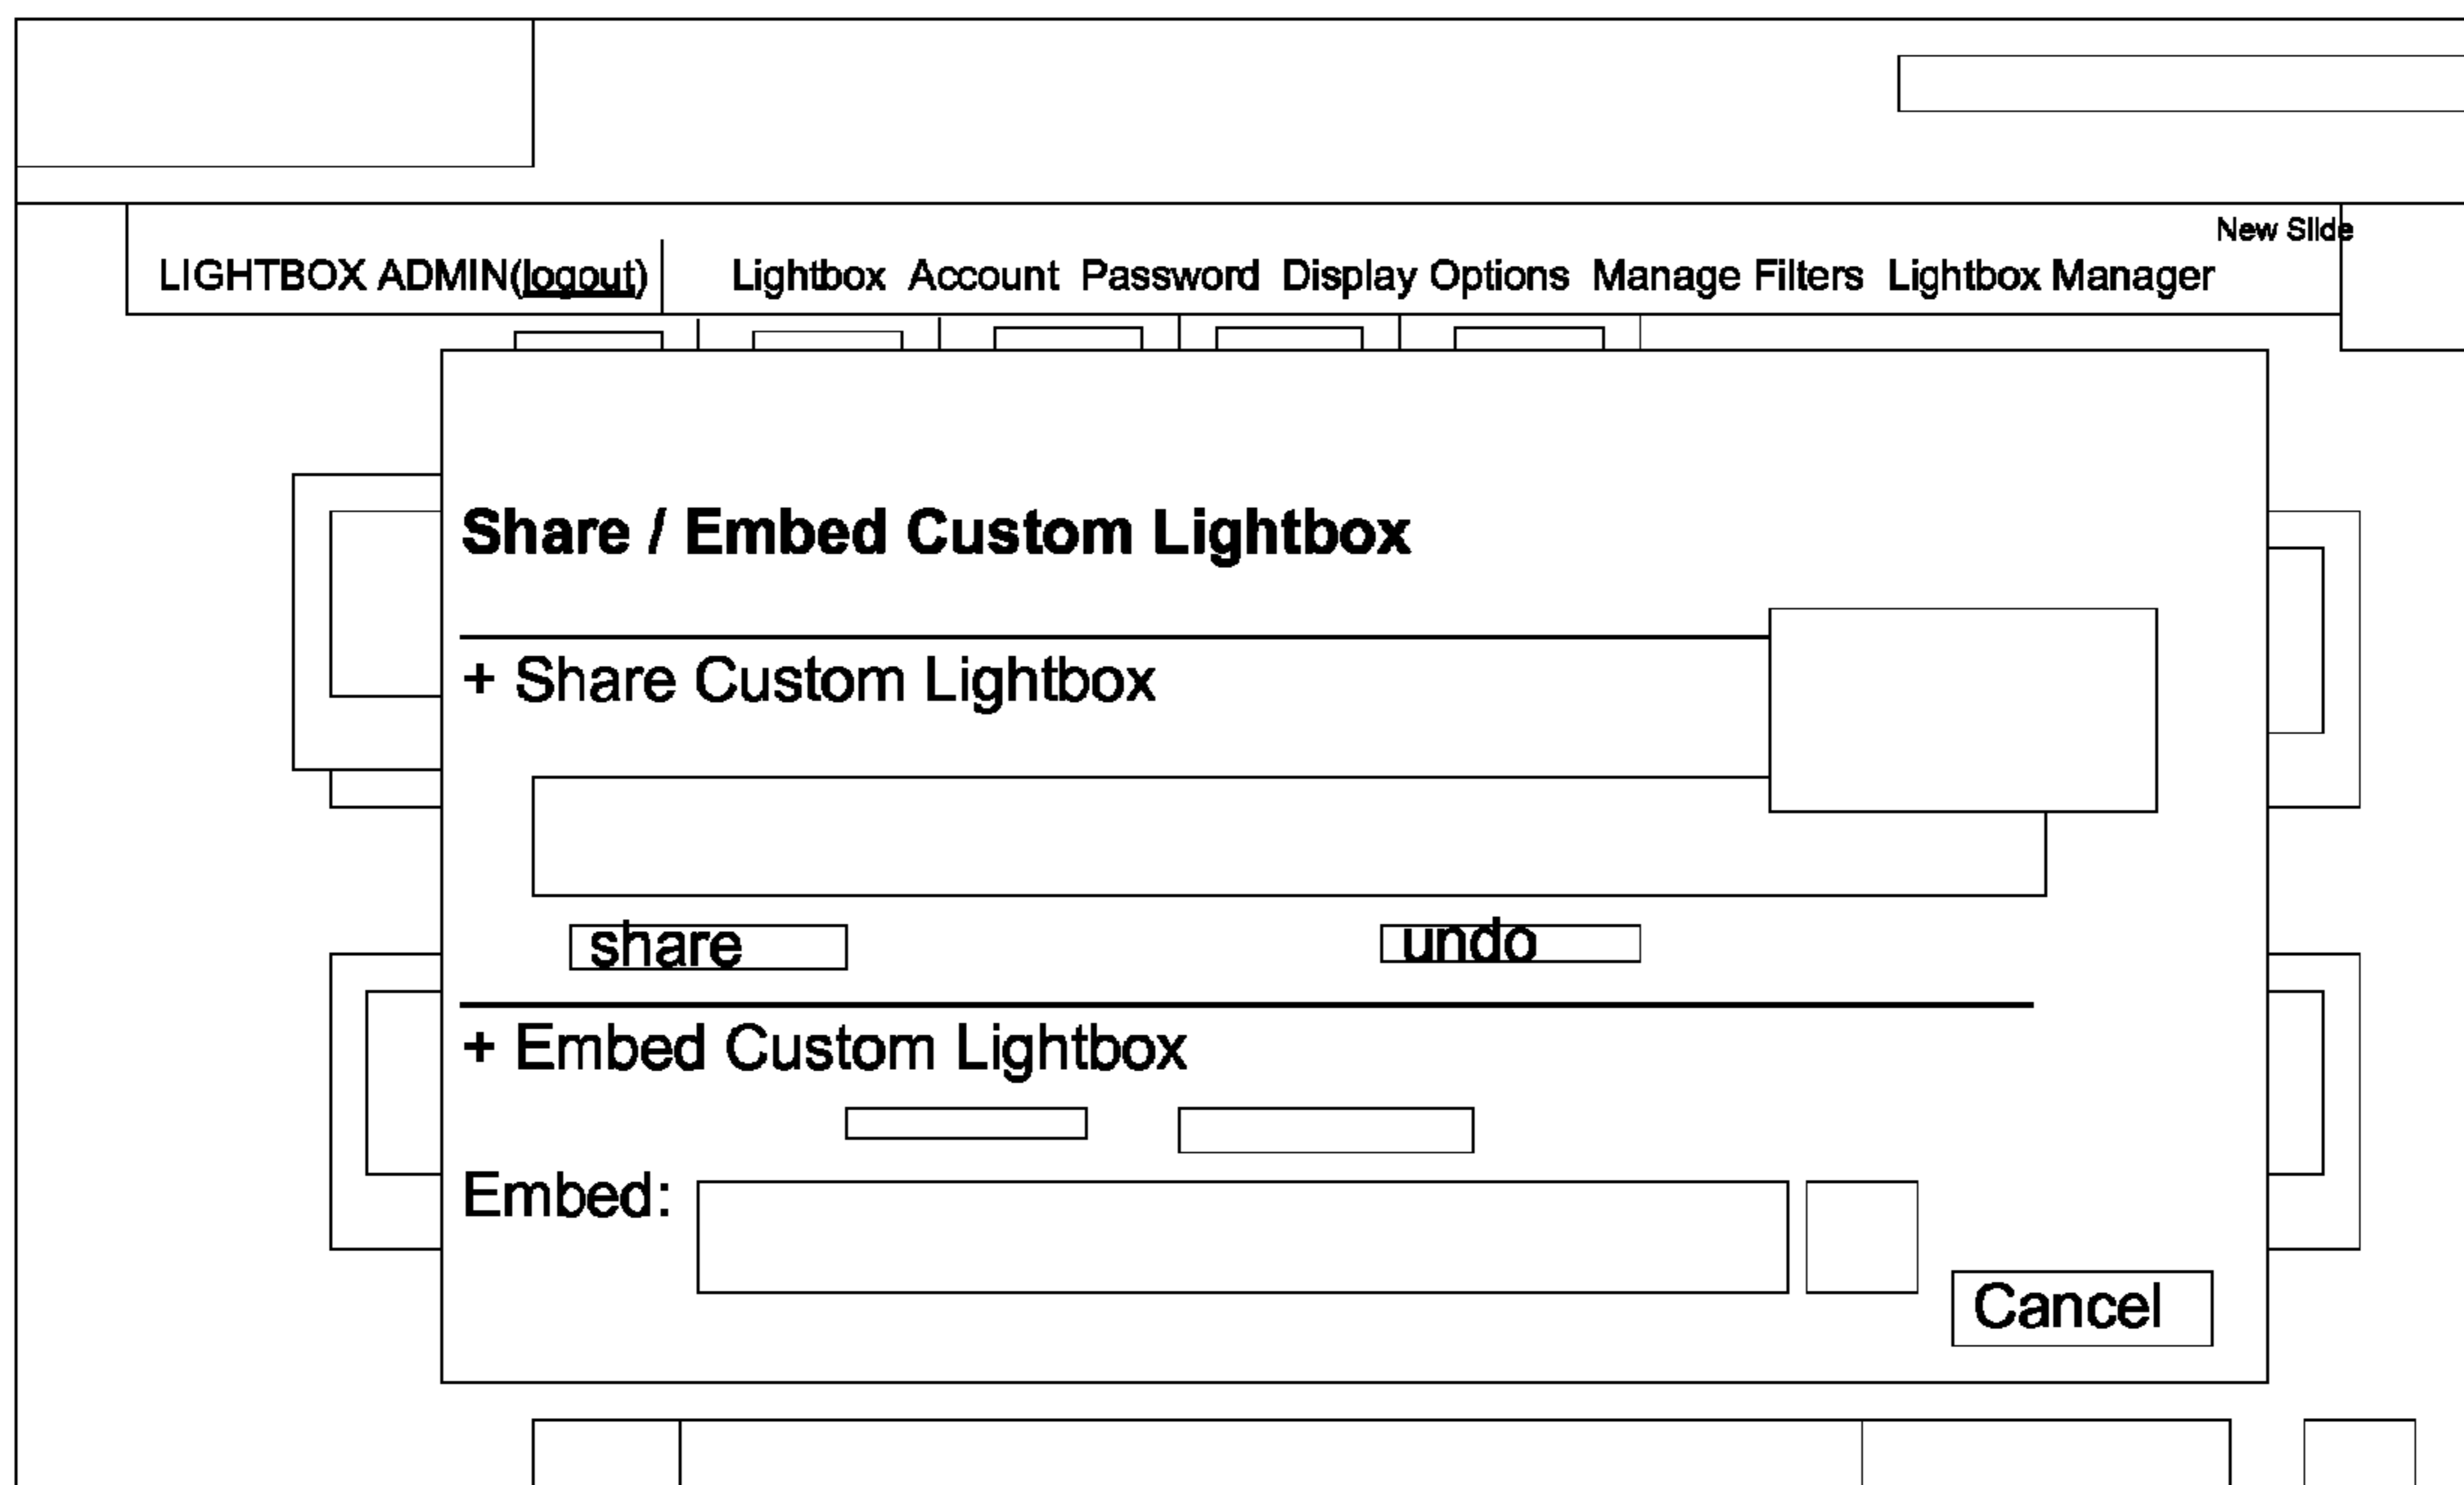 New Slide
LIGHTBOX ADMIN(logout) Lightbox Account Password Display Options Manage Filters Lightbox Manager
Share / Embed Custom Lightbox
+ Share Custom Lightbox
share undo
+ Embed Custom Lightbox
Embed:
Cancel